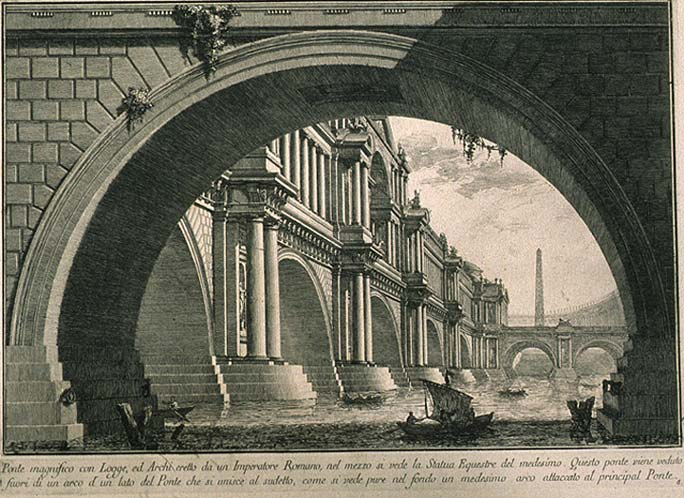 Ponte magnifico con Logge, ed Archi eretto da un Imperatore Romano, nel mezzo si vede la Statua Equestre del medesimo. Questo ponte viene veduto
fuori di un arco d'un lato del Ponte che si unisce al sudetto, come si vede pure nel fondo un medesimo arco attaccato al principal Ponte.